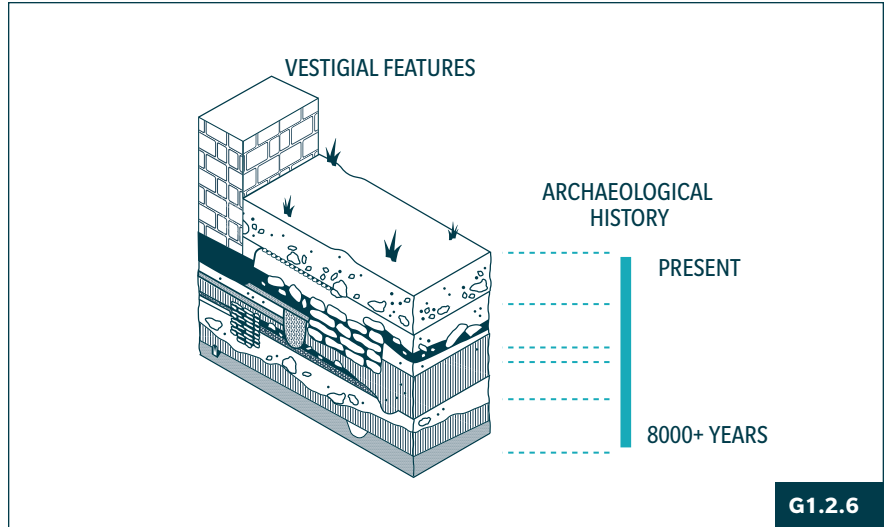 VESTIGIAL FEATURES
ARCHAEOLOGICAL
HISTORY
PRESENT
8000+ YEARS
G1.2.6